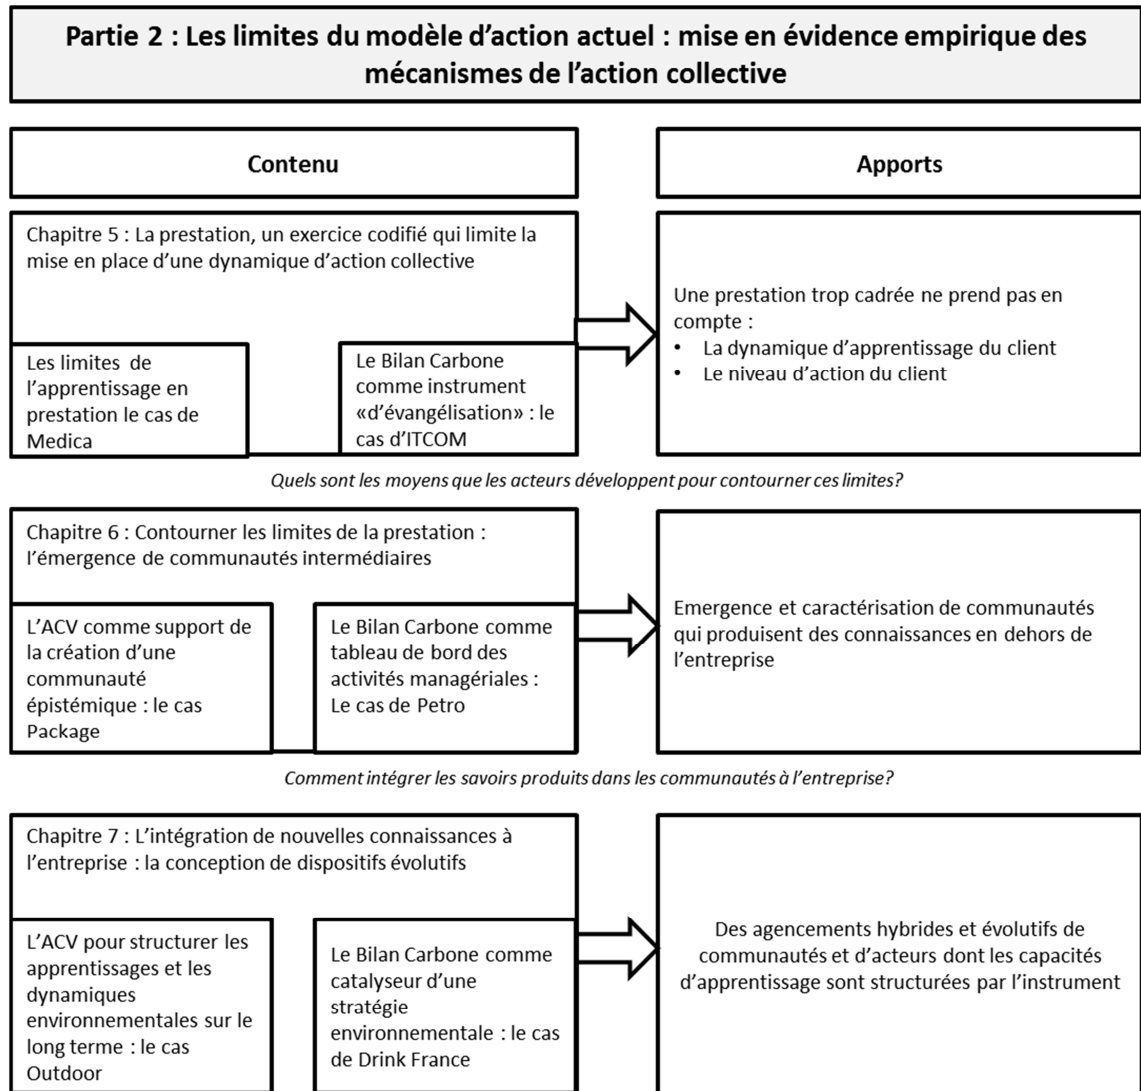 Partie 2 : Les limites du modèle d’action actuel : mise en évidence empirique des
mécanismes de l’action collective
Contenu
Apports
Chapitre 5 : La prestation, un exercice codifié qui limite la
mise en place d’une dynamique d’action collective
Les limites de
l’apprentissage en
prestation le cas de
Medica
Le Bilan Carbone
comme instrument
«d’évangélisation» : le
cas d’ITCOM
Une prestation trop cadrée ne prend pas en
compte :
• La dynamique d’apprentissage du client
• Le niveau d’action du client
Quels sont les moyens que les acteurs développent pour contourner ces limites?
Chapitre 6 : Contourner les limites de la prestation :
l’émergence de communautés intermédiaires
L’ACV comme support de
la création d’une
communauté
épistémique : le cas
Package
Le Bilan Carbone comme
tableau de bord des
activités managériales :
Le cas de Petro
Emergence et caractérisation de communautés
qui produisent des connaissances en dehors de
l’entreprise
Comment intégrer les savoirs produits dans les communautés à l’entreprise?
Chapitre 7 : L’intégration de nouvelles connaissances à
l’entreprise : la conception de dispositifs évolutifs
L’ACV pour structurer les
apprentissages et les
dynamiques
environnementales sur le
long terme : le cas
Outdoor
Le Bilan Carbone comme
catalyseur d’une
stratégie
environnementale : le cas
de Drink France
Des agencements hybrides et évolutifs de
communautés et d’acteurs dont les capacités
d’apprentissage sont structurées par l’instrument